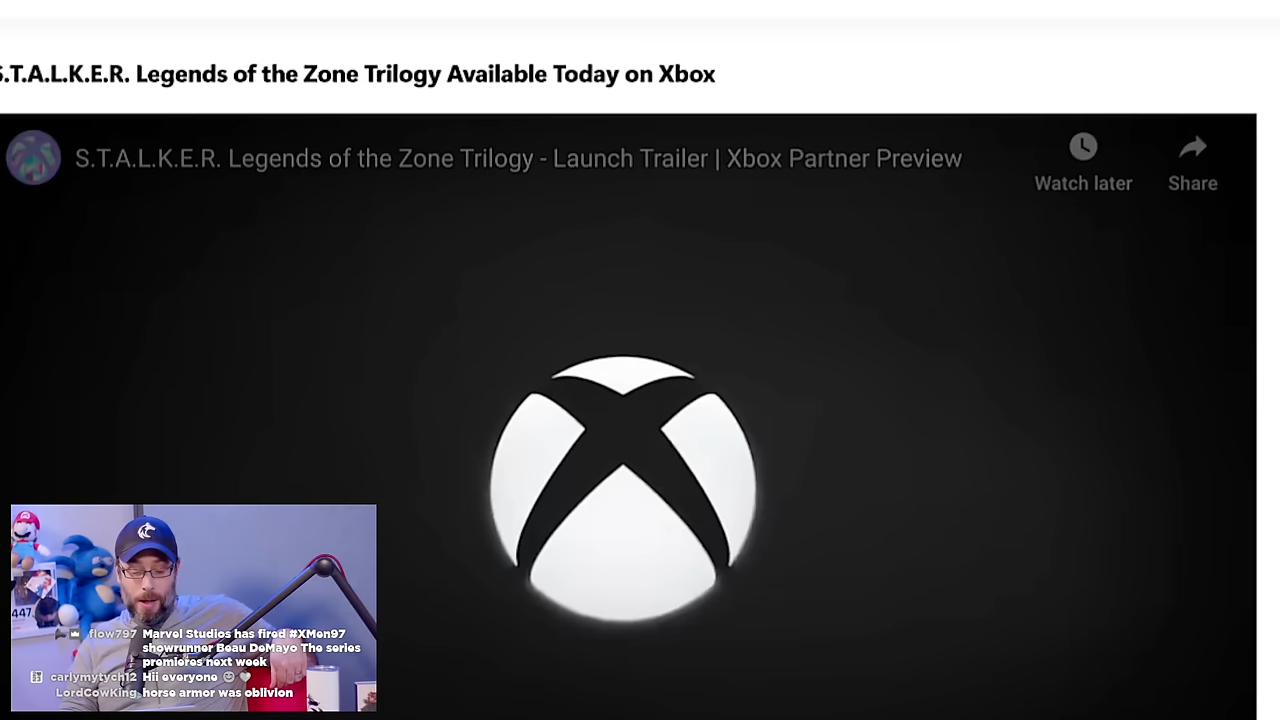 S.T.A.L.K.E.R. Legends of the Zone Trilogy Available Today on Xbox
S.T.A.L.K.E.R. Legends of the Zone Trilogy - Launch Trailer | Xbox Partner Preview
Watch later
Share
447
flow797 Marvel Studios has fired #XMen97
showrunner Beau DeMayo The series
premieres next week
carlymytych12 Hii everyone
LordCowKing horse armor was oblivion